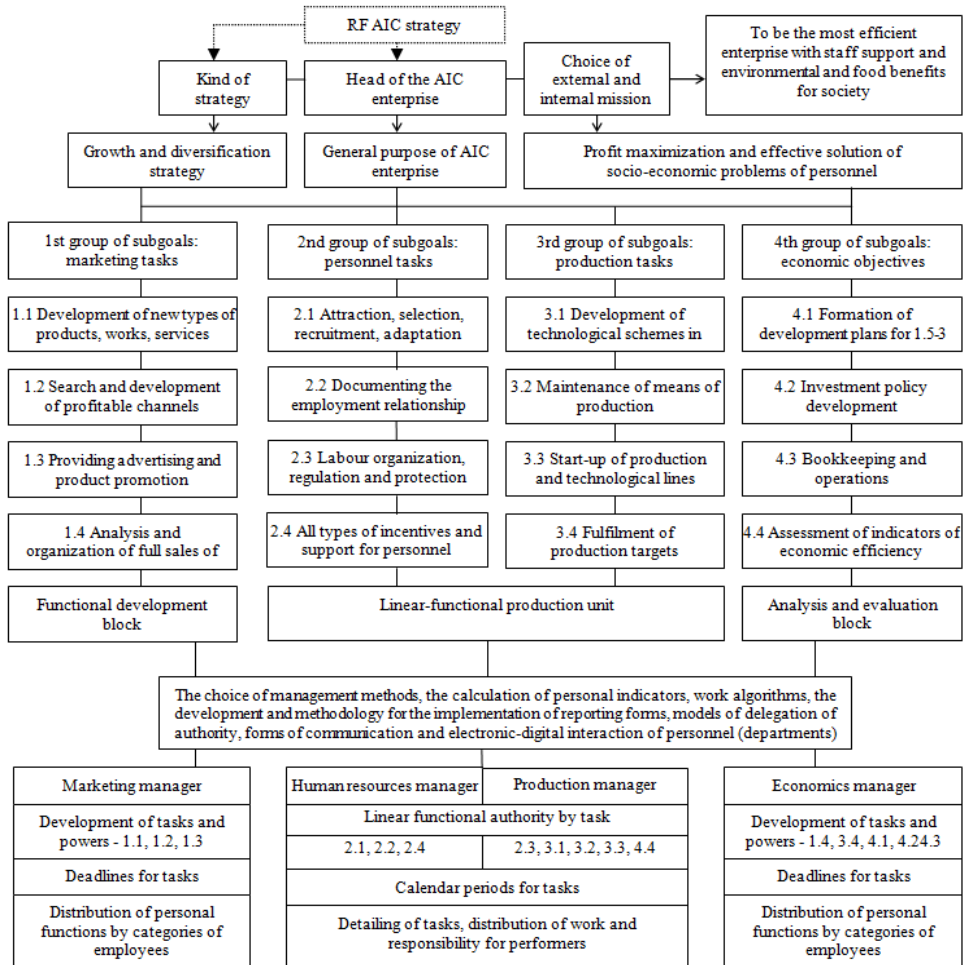 RF AIC strategy
Kind of
strategy
Head of the AIC
enterprise
Choice of
external and
internal mission
To be the most efficient
enterprise with staff support and
environmental and food benefits
for society
Growth and diversification
strategy
General purpose of AIC
enterprise
Profit maximization and effective solution of
socio-economic problems of personnel
1st group of subgoals:
marketing tasks
2nd group of subgoals:
personnel tasks
3rd group of subgoals:
production tasks
4th group of subgoals:
economic objectives
1.1 Development of new types of
products, works, services
2.1 Attraction, selection,
recruitment, adaptation
3.1 Development of
technological schemes in
4.1 Formation of
development plans for 1.5-3
1.2 Search and development
of profitable channels
2.2 Documenting the
employment relationship
3.2 Maintenance of means of
production
4.2 Investment policy
development
1.3 Providing advertising and
product promotion
2.3 Labour organization,
regulation and protection
3.3 Start-up of production
and technological lines
4.3 Bookkeeping and
operations
1.4 Analysis and
organization of full sales of
2.4 All types of incentives and
support for personnel
3.4 Fulfilment of
production targets
4.4 Assessment of indicators of
economic efficiency
Functional development
block
Linear-functional production unit
Analysis and evaluation
block
The choice of management methods, the calculation of personal indicators, work algorithms, the
development and methodology for the implementation of reporting forms, models of delegation of
authority, forms of communication and electronic-digital interaction of personnel (departments)
Marketing manager
Development of tasks and
powers - 1.1, 1.2, 1.3
Deadlines for tasks
Distribution of personal
functions by categories of
employees
Human resources manager
Production manager
Linear functional authority by task
2.1, 2.2, 2.4
2.3, 3.1, 3.2, 3.3, 4.4
Calendar periods for tasks
Detailing of tasks, distribution of work and
responsibility for performers
Economics manager
Development of tasks and
powers - 1.4, 3.4, 4.1, 4.24.3
Deadlines for tasks
Distribution of personal
functions by categories of
employees